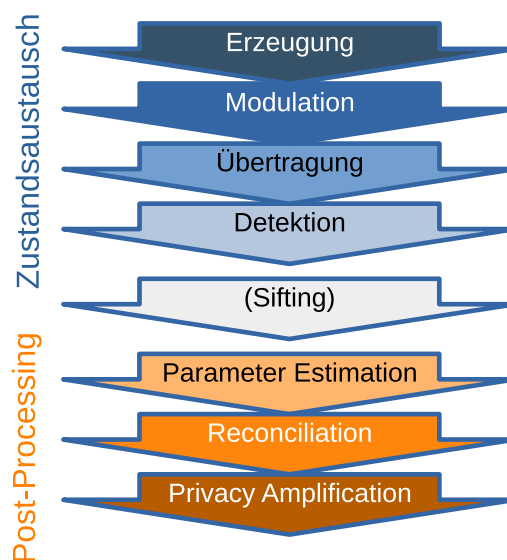 Zustandsaustausch
Erzeugung
Modulation
Übertragung
Detektion
(Sifting)
Post-Processing
Parameter Estimation
Reconciliation
Privacy Amplification